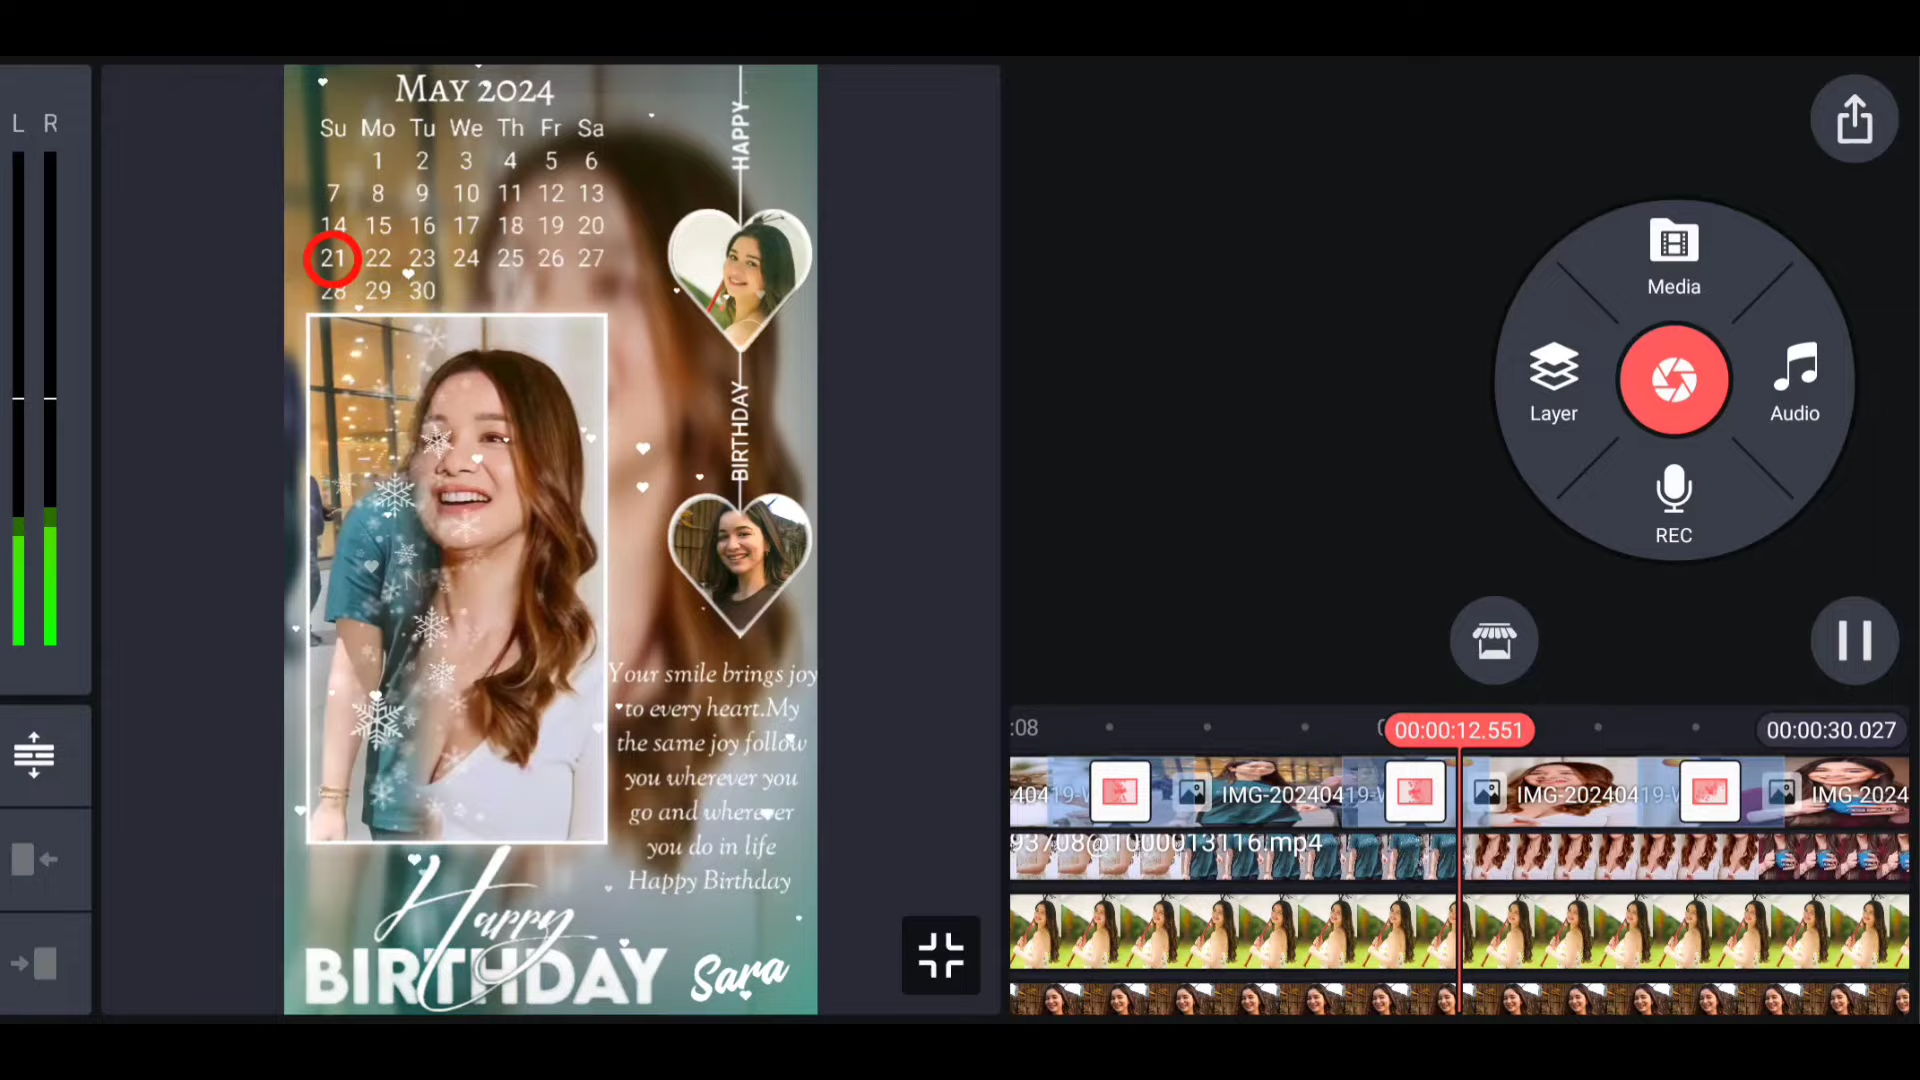 L R
MAY 2024
Su Mo Tu We Th Fr Sa
1 2 3 4 5 6
7 8 9 10 11 12 13
14 15 16 17 18 19 20
21 22 23 24 25 26 27
28 29 30
HAPPY
BIRTHDAY
Your smile brings joy
to every heart.My
the same joy follow
you wherever you
go and wherever
you do in life
Happy Birthday
Happy
BIRTHDAY
Sara
Media
Layer
Audio
REC
:08
00:00:12.551
00:00:30.027
40419-W
IMG-20240419-W
IMG-20240419-W
IMG-2024
93708@1000013116.mp4